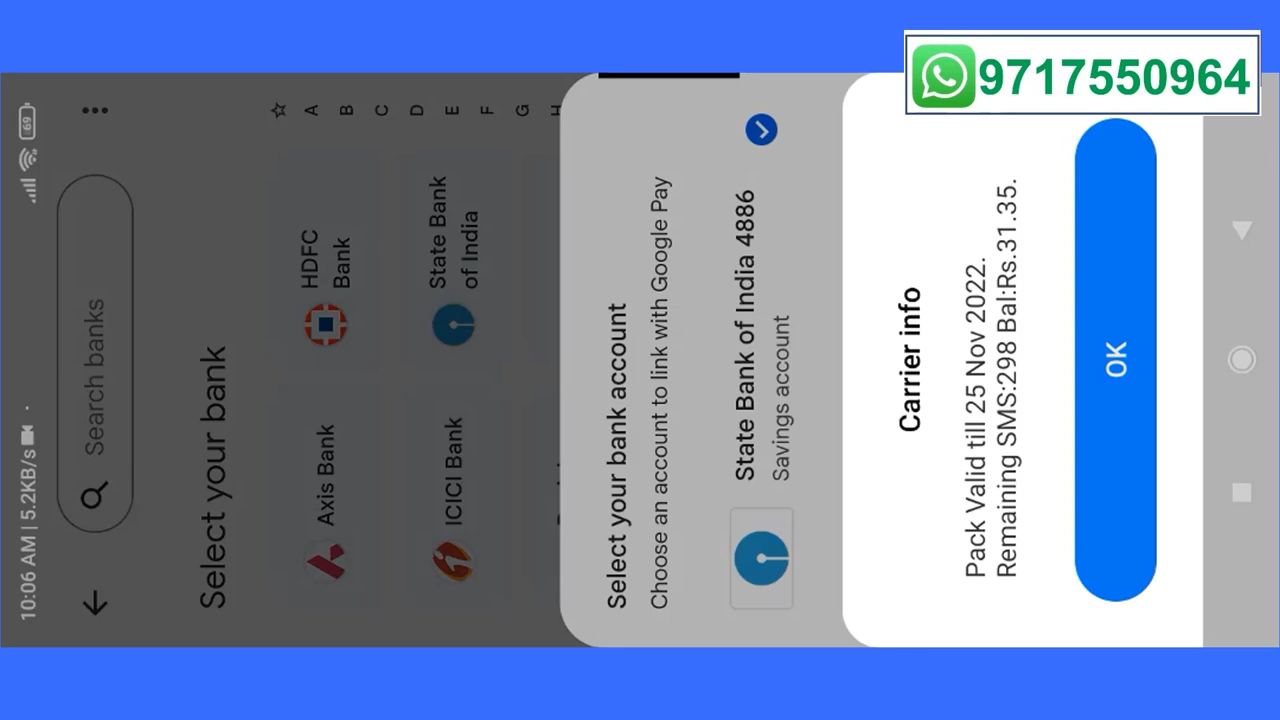 9717550964
10:06 AM | 5.2KB/s
69
Search banks
Select your bank
Axis Bank
HDFC
Bank
ICICI Bank
State Bank
of India
A
B
C
D
E
F
G
H
Select your bank account
Choose an account to link with Google Pay
State Bank of India 4886
Savings account
Carrier info
Pack Valid till 25 Nov 2022.
Remaining SMS:298 Bal:Rs.31.35.
OK